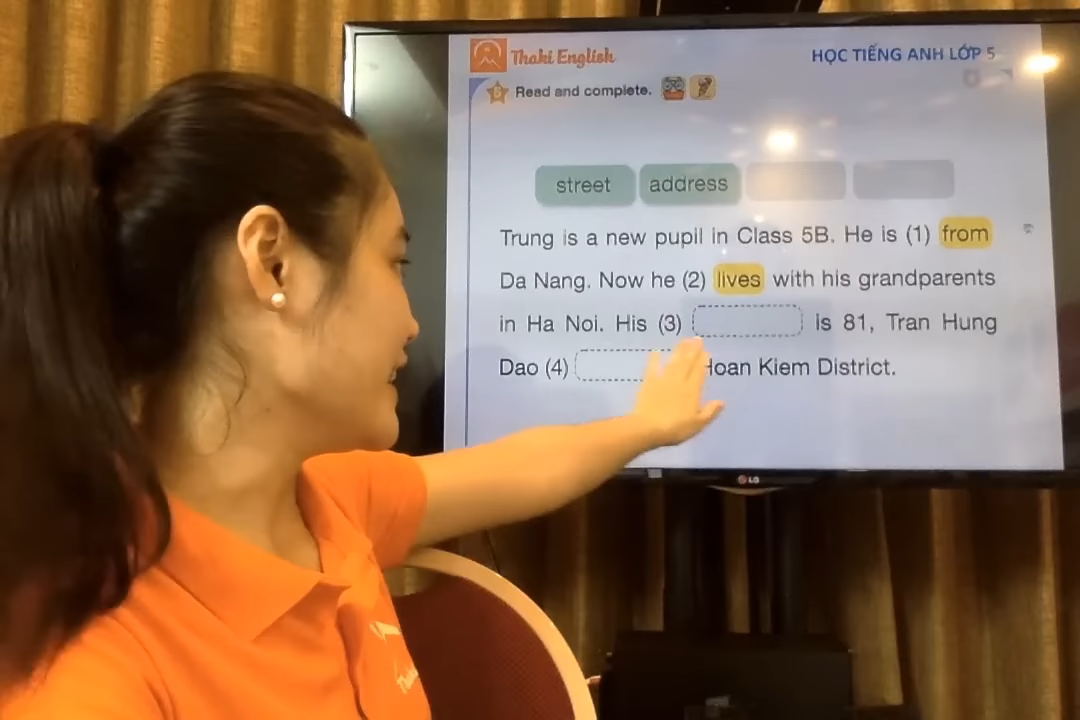 Thaki English
HỌC TIẾNG ANH LỚP 5
6 Read and complete.
street address
Trung is a new pupil in Class 5B. He is (1) from
Da Nang. Now he (2) lives with his grandparents
in Ha Noi. His (3) is 81, Tran Hung
Dao (4) Hoan Kiem District.
LG